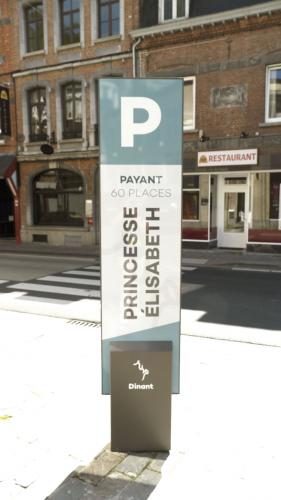 P
PAYANT
60 PLACES
PRINCESSE
ÉLISABETH
Dinant
RESTAURANT